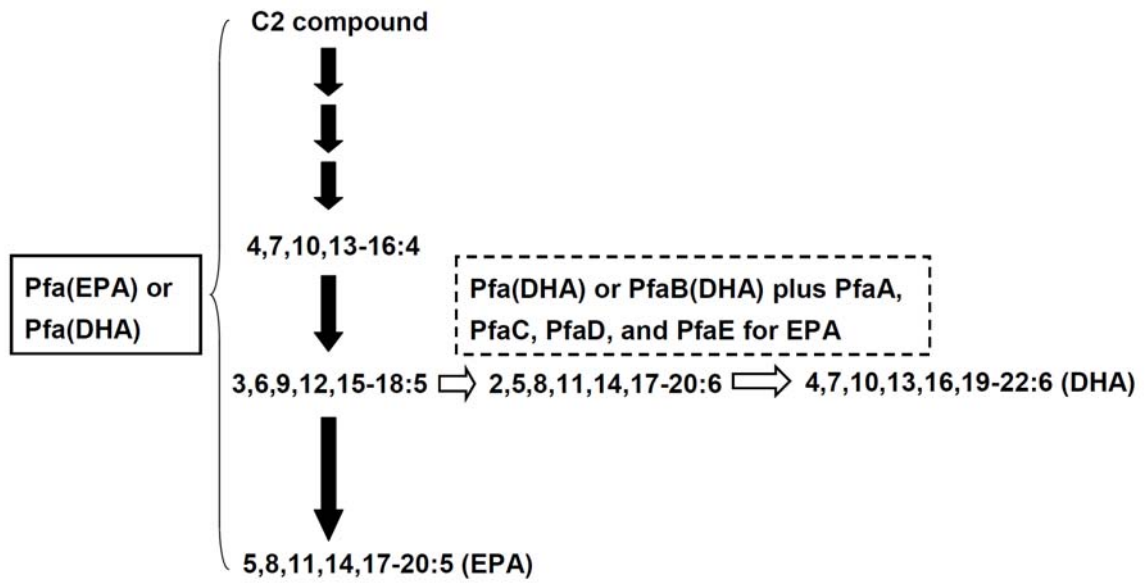 C2 compound
4,7,10,13-16:4
Pfa(EPA) or
Pfa(DHA)
Pfa(DHA) or PfaB(DHA) plus PfaA,
PfaC, PfaD, and PfaE for EPA
3,6,9,12,15-18:5
2,5,8,11,14,17-20:6
4,7,10,13,16,19-22:6 (DHA)
5,8,11,14,17-20:5 (EPA)